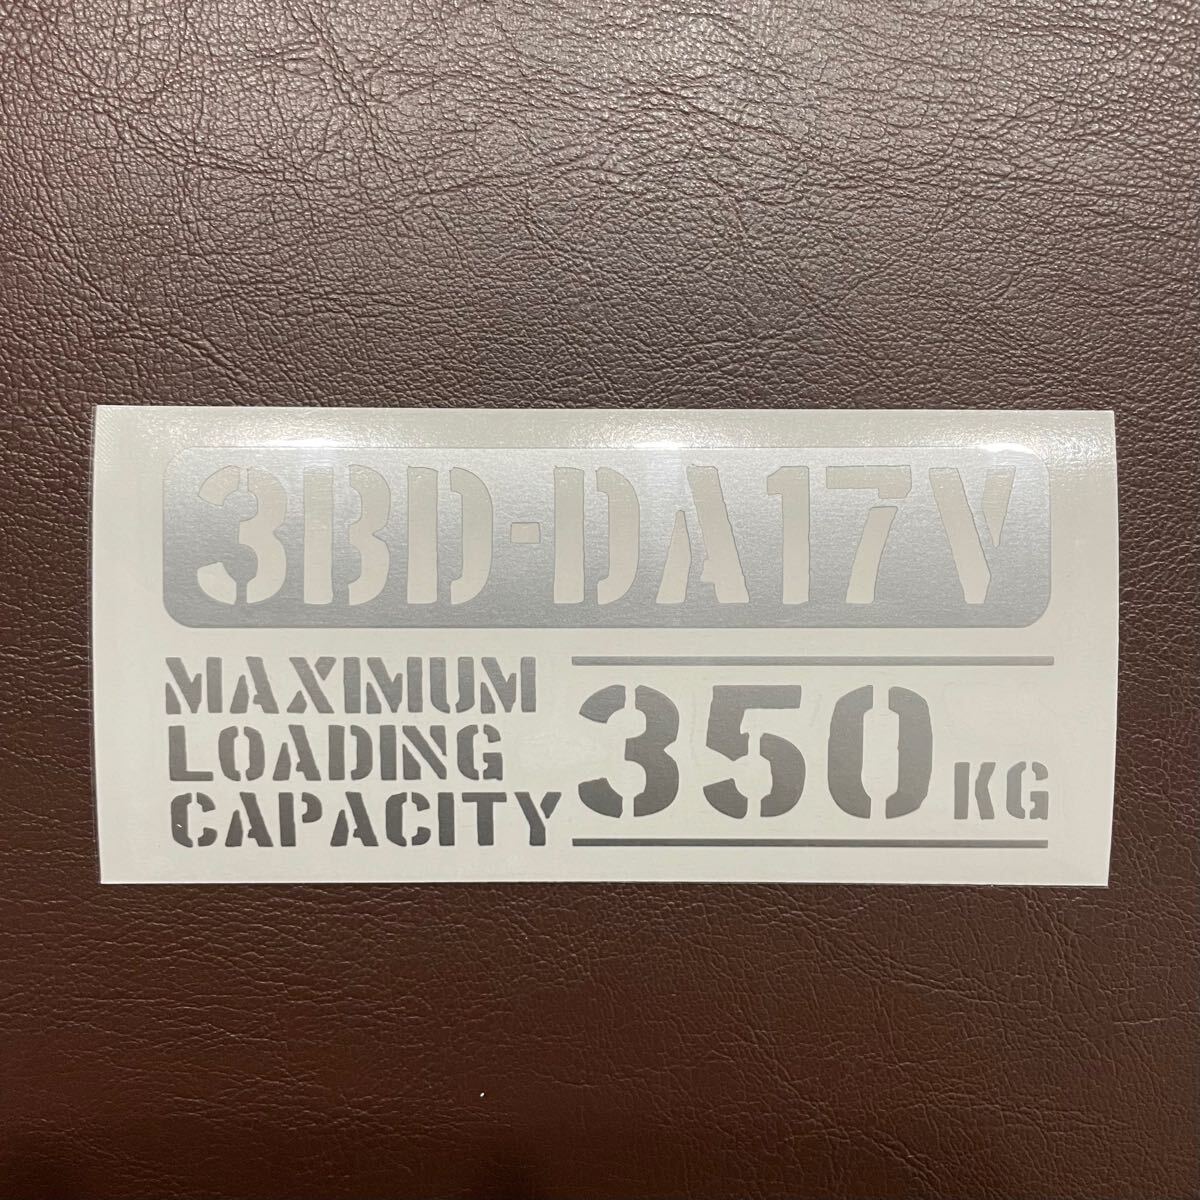 3BD-DA17V
MAXIMUM
LOADING
CAPACITY
350 KG